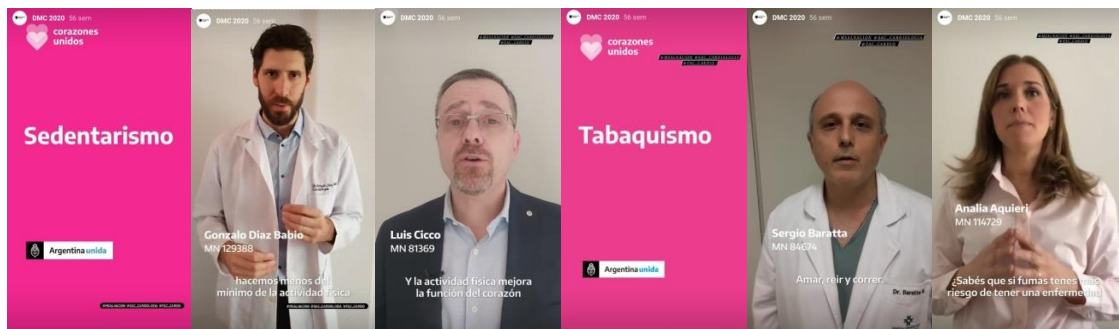 DMC 2020 56 sem
corazones
unidos
Sedentarismo
Argentina unida
DMC 2020 56 sem
Gonzalo Diaz Babio
MN 129388
hacemos menos del
mínimo de la actividad física
DMC 2020 56 sem
Luis Cicco
MN 81369
Y la actividad física mejora
la función del corazón
DMC 2020 56 sem
corazones
unidos
Tabaquismo
Argentina unida
DMC 2020 56 sem
Sergio Baratta
MN 84674
Amar, reir y correr
DMC 2020 56 sem
Analia Aquieri
MN 114729
¿Sabés que si fumás tenés más
riesgo de tener una enfermedad